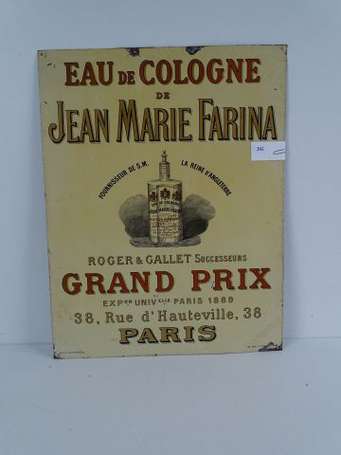 EAU DE COLOGNE
DE
JEAN MARIE FARINA
FOURNISSEUR DE S.M. LA REINE D'ANGLETERRE
ROGER & GALLET SUCCESSEURS
GRAND PRIX
EXPON UNIVELLE PARIS 1889
38, Rue d'Hauteville, 38
PARIS